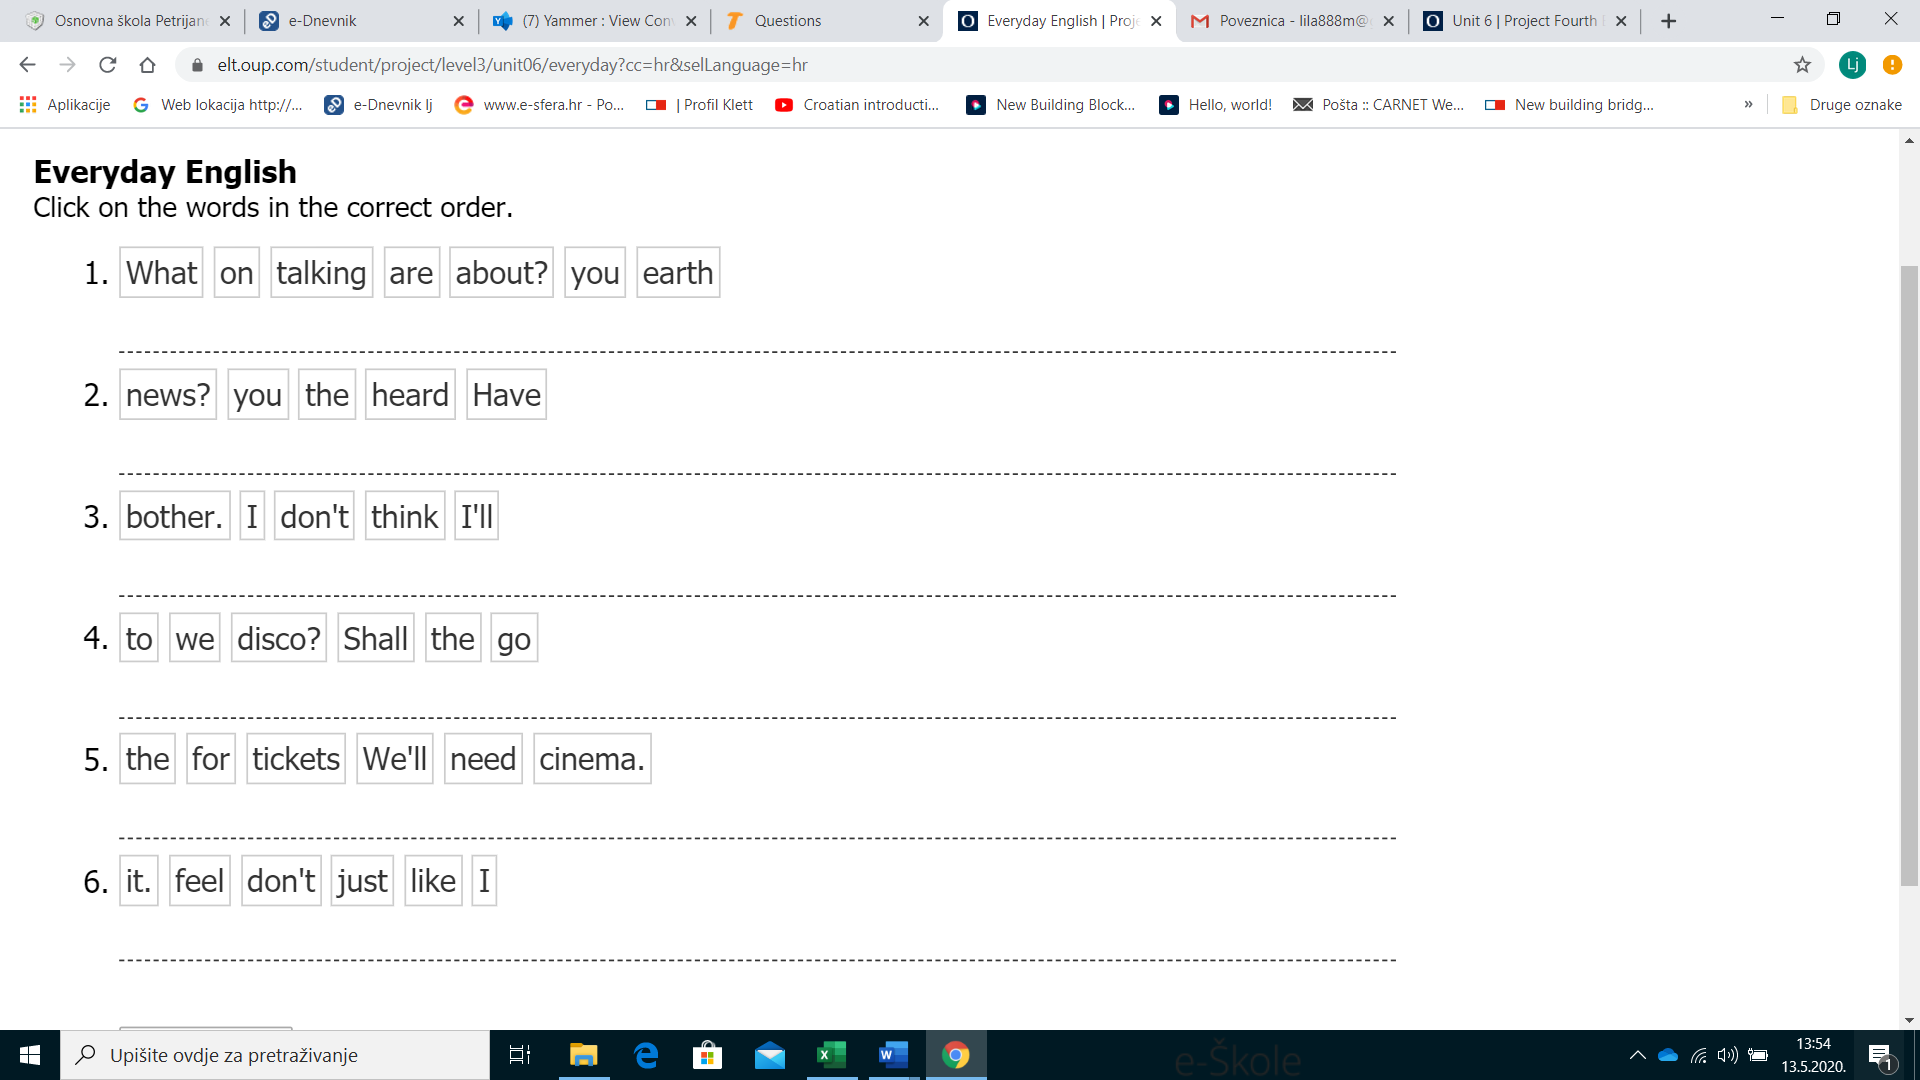 Osnovna škola Petrijan
e-Dnevnik
(7) Yammer : View Con
Questions
Everyday English | Proj
Poveznica - lila888m@
Unit 6 | Project Fourth
elt.oup.com/student/project/level3/unit06/everyday?cc=hr&selLanguage=hr
Lj
Aplikacije
Web lokacija http://...
e-Dnevnik lj
www.e-sfera.hr - Po...
| Profil Klett
Croatian introducti...
New Building Block...
Hello, world!
Pošta :: CARNET We...
New building bridg...
»
Druge oznake
Everyday English
Click on the words in the correct order.
1. What on talking are about? you earth
2. news? you the heard Have
3. bother. I don't think I'll
4. to we disco? Shall the go
5. the for tickets We'll need cinema.
6. it. feel don't just like I
Upišite ovdje za pretraživanje
e-Škole
13:54
13.5.2020.
1